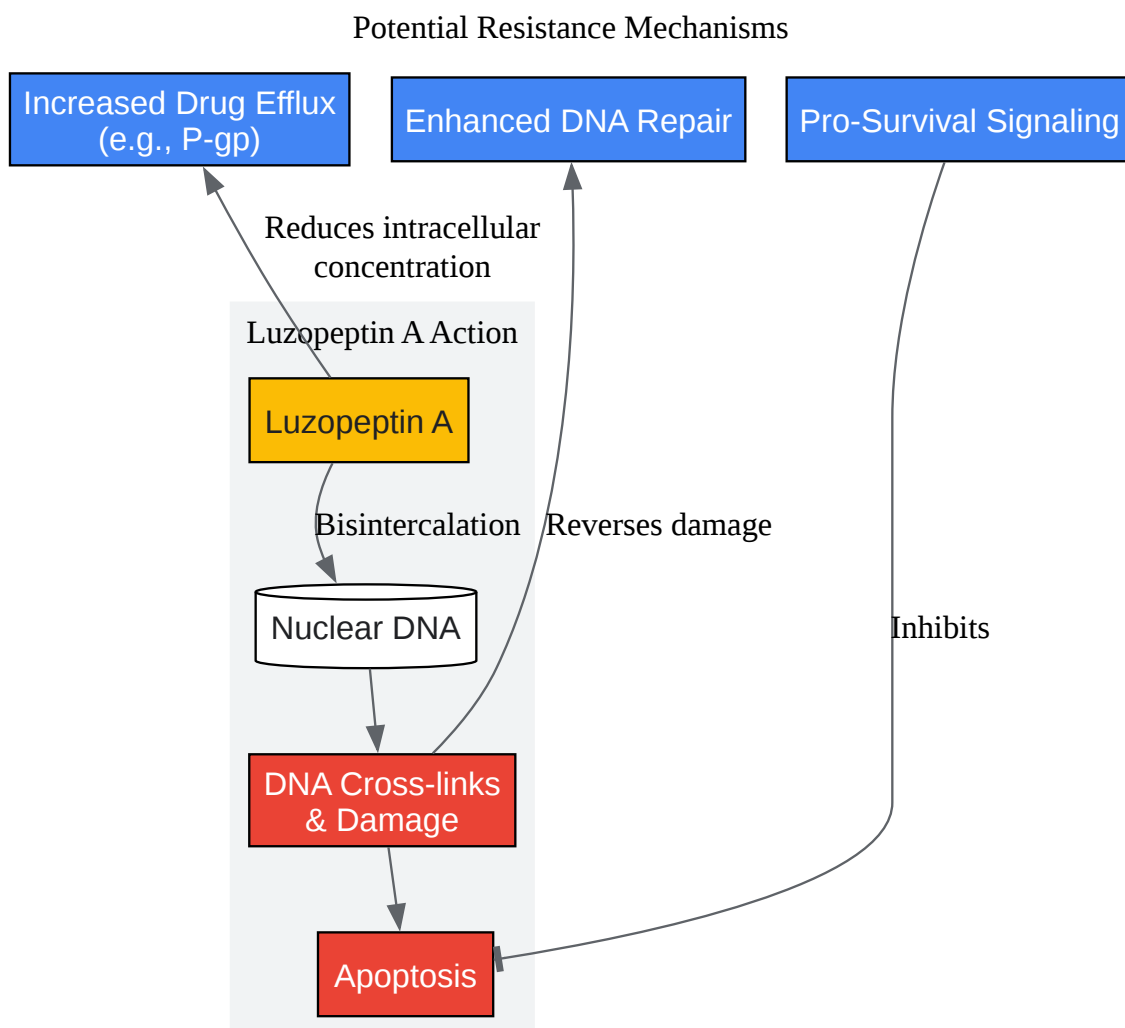 Potential Resistance Mechanisms
Increased Drug Efflux
(e.g., P-gp)
Enhanced DNA Repair
Pro-Survival Signaling
Reduces intracellular
concentration
Luzopeptin A Action
Luzopeptin A
Bisintercalation
Reverses damage
Nuclear DNA
Inhibits
DNA Cross-links
& Damage
Apoptosis